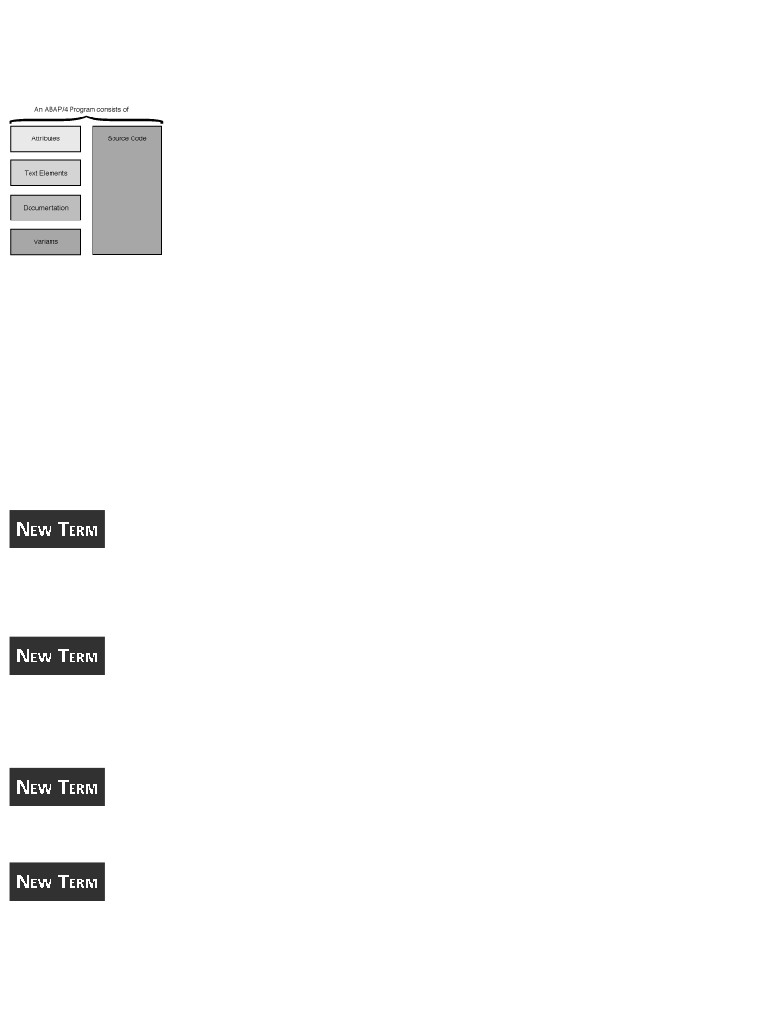 An ABAP/4 Program consists of
Attributes
Source Code
Text Elements
Documentation
Variants
NEW TERM
NEW TERM
NEW TERM
NEW TERM